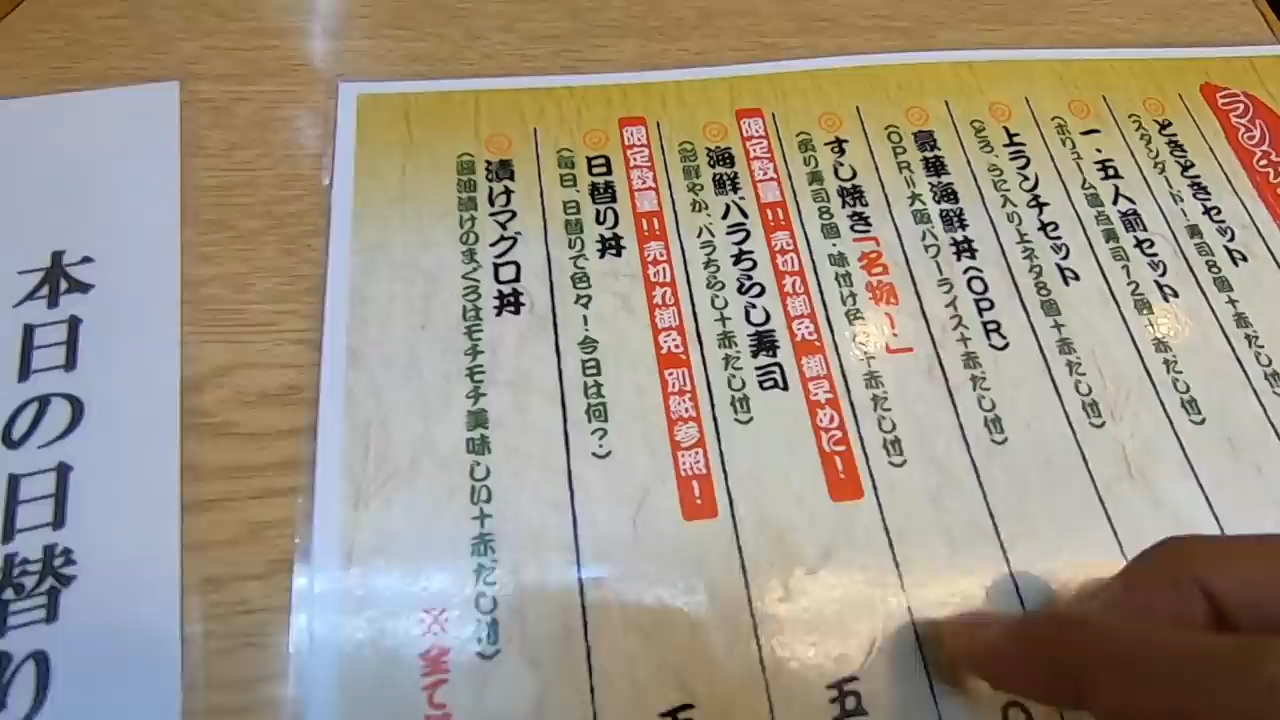 ランチ
ときときセット
(スタンダード!寿司8個+赤だし付)
一.五人前セット
(ボリューム満点寿司12個+赤だし付)
上ランチセット
(とろ、うに入り上ネタ8個+赤だし付)
豪華海鮮丼(OPR)
(OPR=大阪パワーライス+赤だし付)
すし焼き「名物!」
(炙り寿司8個・味付け 赤だし付)
限定数量!!売切れ御免、御早めに!
海鮮バラちらし寿司
(彩鮮やか、バラちらし+赤だし付)
限定数量!!売切れ御免、別紙参照!
日替り丼
(毎日、日替りで色々!今日は何?)
漬けマグロ丼
(醤油漬けのまぐろはモチモチ美味しい+赤だし付)
※全て
五
本日の日替り